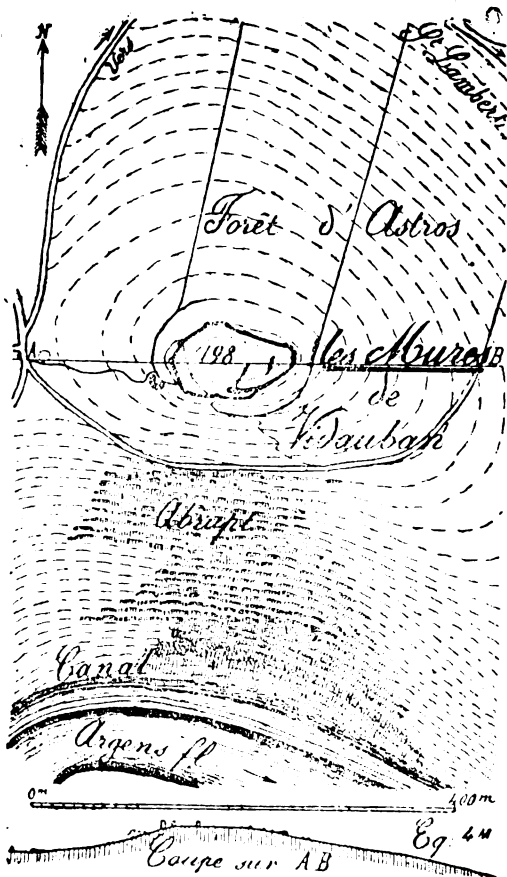 N
Vers
St Lambert
Forêt d'Astros
A
198
les Mures B
de
Vidauban
Abrupt
Canal
Argens fl
0m
400m
Eq. 4M
Coupe sur AB